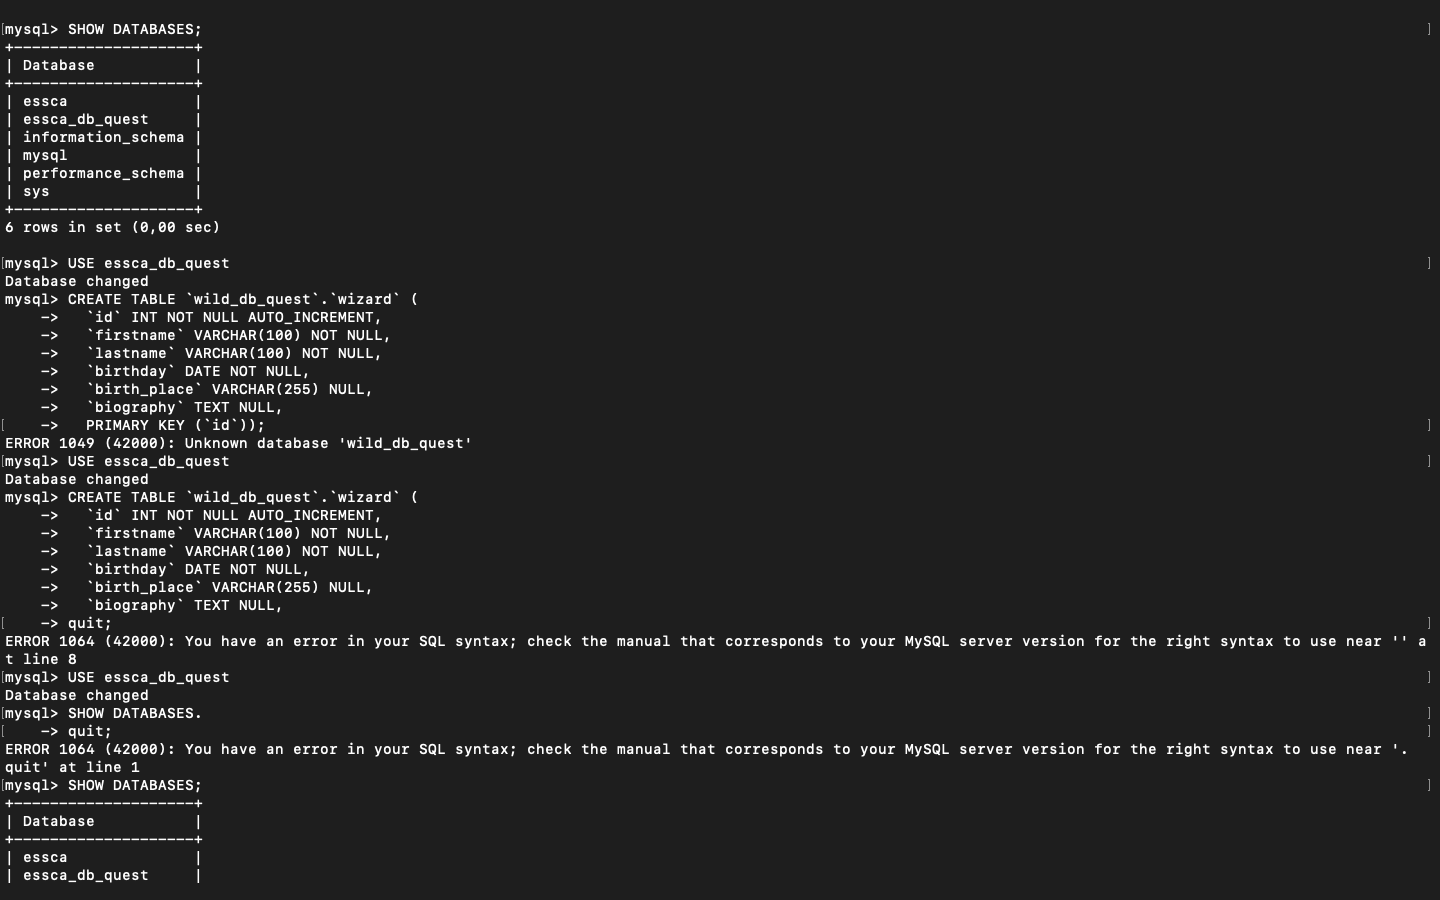 [mysql> SHOW DATABASES; ]
+--------------------+
| Database           |
+--------------------+
| essca              |
| essca_db_quest     |
| information_schema |
| mysql              |
| performance_schema |
| sys                |
+--------------------+
6 rows in set (0,00 sec)
[mysql> USE essca_db_quest ]
Database changed
mysql> CREATE TABLE `wild_db_quest`.`wizard` (
    ->   `id` INT NOT NULL AUTO_INCREMENT,
    ->   `firstname` VARCHAR(100) NOT NULL,
    ->   `lastname` VARCHAR(100) NOT NULL,
    ->   `birthday` DATE NOT NULL,
    ->   `birth_place` VARCHAR(255) NULL,
    ->   `biography` TEXT NULL,
[    ->   PRIMARY KEY (`id`)); ]
ERROR 1049 (42000): Unknown database 'wild_db_quest'
[mysql> USE essca_db_quest ]
Database changed
mysql> CREATE TABLE `wild_db_quest`.`wizard` (
    ->   `id` INT NOT NULL AUTO_INCREMENT,
    ->   `firstname` VARCHAR(100) NOT NULL,
    ->   `lastname` VARCHAR(100) NOT NULL,
    ->   `birthday` DATE NOT NULL,
    ->   `birth_place` VARCHAR(255) NULL,
    ->   `biography` TEXT NULL,
[    -> quit; ]
ERROR 1064 (42000): You have an error in your SQL syntax; check the manual that corresponds to your MySQL server version for the right syntax to use near '' a
t line 8
[mysql> USE essca_db_quest ]
Database changed
[mysql> SHOW DATABASES. ]
[    -> quit; ]
ERROR 1064 (42000): You have an error in your SQL syntax; check the manual that corresponds to your MySQL server version for the right syntax to use near '.
quit' at line 1
[mysql> SHOW DATABASES; ]
+--------------------+
| Database           |
+--------------------+
| essca              |
| essca_db_quest     |